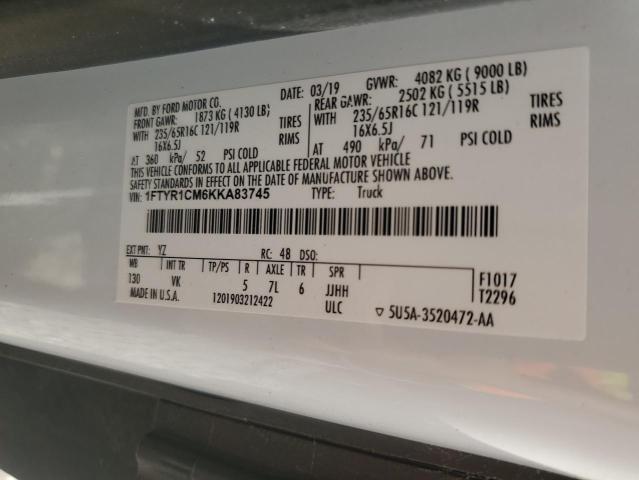 MFD. BY FORD MOTOR CO.
DATE: 03/19 GVWR: 4082 KG ( 9000 LB)
FRONT GAWR: 1873 KG ( 4130 LB)
REAR GAWR: 2502 KG ( 5515 LB)
WITH 235/65R16C 121/119R TIRES
WITH 235/65R16C 121/119R TIRES
16X6.5J RIMS
16X6.5J RIMS
AT 360 kPa/ 52 PSI COLD
AT 490 kPa/ 71 PSI COLD
THIS VEHICLE CONFORMS TO ALL APPLICABLE FEDERAL MOTOR VEHICLE
SAFETY STANDARDS IN EFFECT ON THE DATE OF MANUFACTURE SHOWN ABOVE.
VIN: 1FTYR1CM6KKA83745 TYPE: Truck
EXT PNT: YZ RC: 48 DSO:
WB INT TR TP/PS R AXLE TR SPR
130 VK 5 7L 6 JJHH
F1017
T2296
MADE IN U.S.A. 1201903212422 ULC
▽ 5U5A-3520472-AA